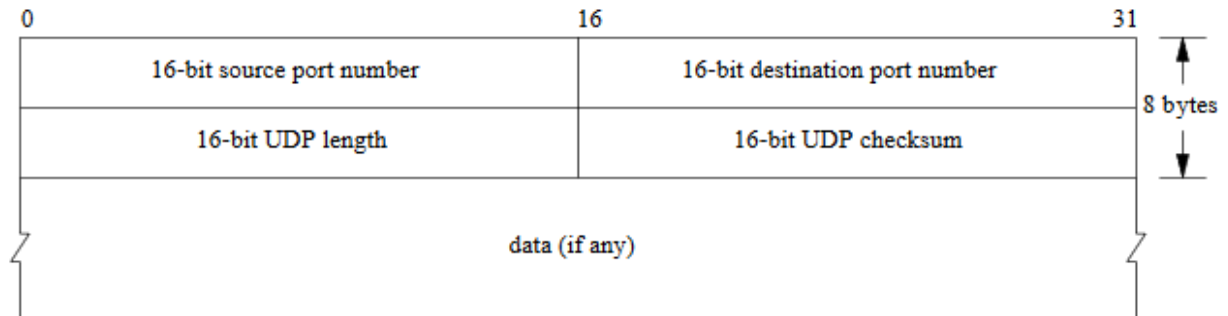 0 16 31
16-bit source port number 16-bit destination port number
8 bytes
16-bit UDP length 16-bit UDP checksum
data (if any)